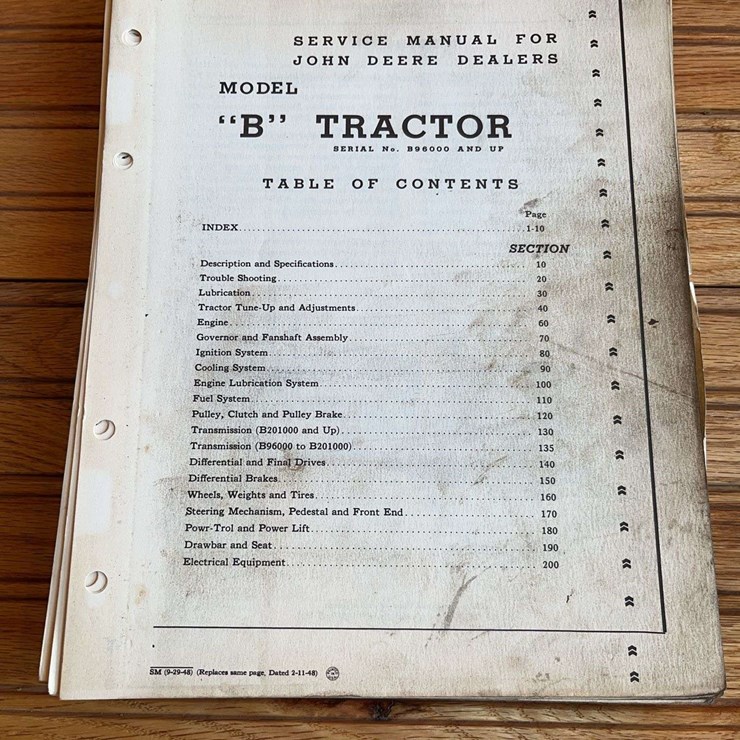 SERVICE MANUAL FOR
JOHN DEERE DEALERS
MODEL
"B" TRACTOR
SERIAL No. B96000 AND UP
TABLE OF CONTENTS
Page
INDEX.......... 1-10
SECTION
Description and Specifications.......... 10
Trouble Shooting.......... 20
Lubrication.......... 30
Tractor Tune-Up and Adjustments.......... 40
Engine.......... 60
Governor and Fanshaft Assembly.......... 70
Ignition System.......... 80
Cooling System.......... 90
Engine Lubrication System.......... 100
Fuel System.......... 110
Pulley, Clutch and Pulley Brake.......... 120
Transmission (B201000 and Up).......... 130
Transmission (B96000 to B201000).......... 135
Differential and Final Drives.......... 140
Differential Brakes.......... 150
Wheels, Weights and Tires.......... 160
Steering Mechanism, Pedestal and Front End.......... 170
Powr-Trol and Power Lift.......... 180
Drawbar and Seat.......... 190
Electrical Equipment.......... 200
SM (9-29-48) (Replaces same page, Dated 2-11-48)